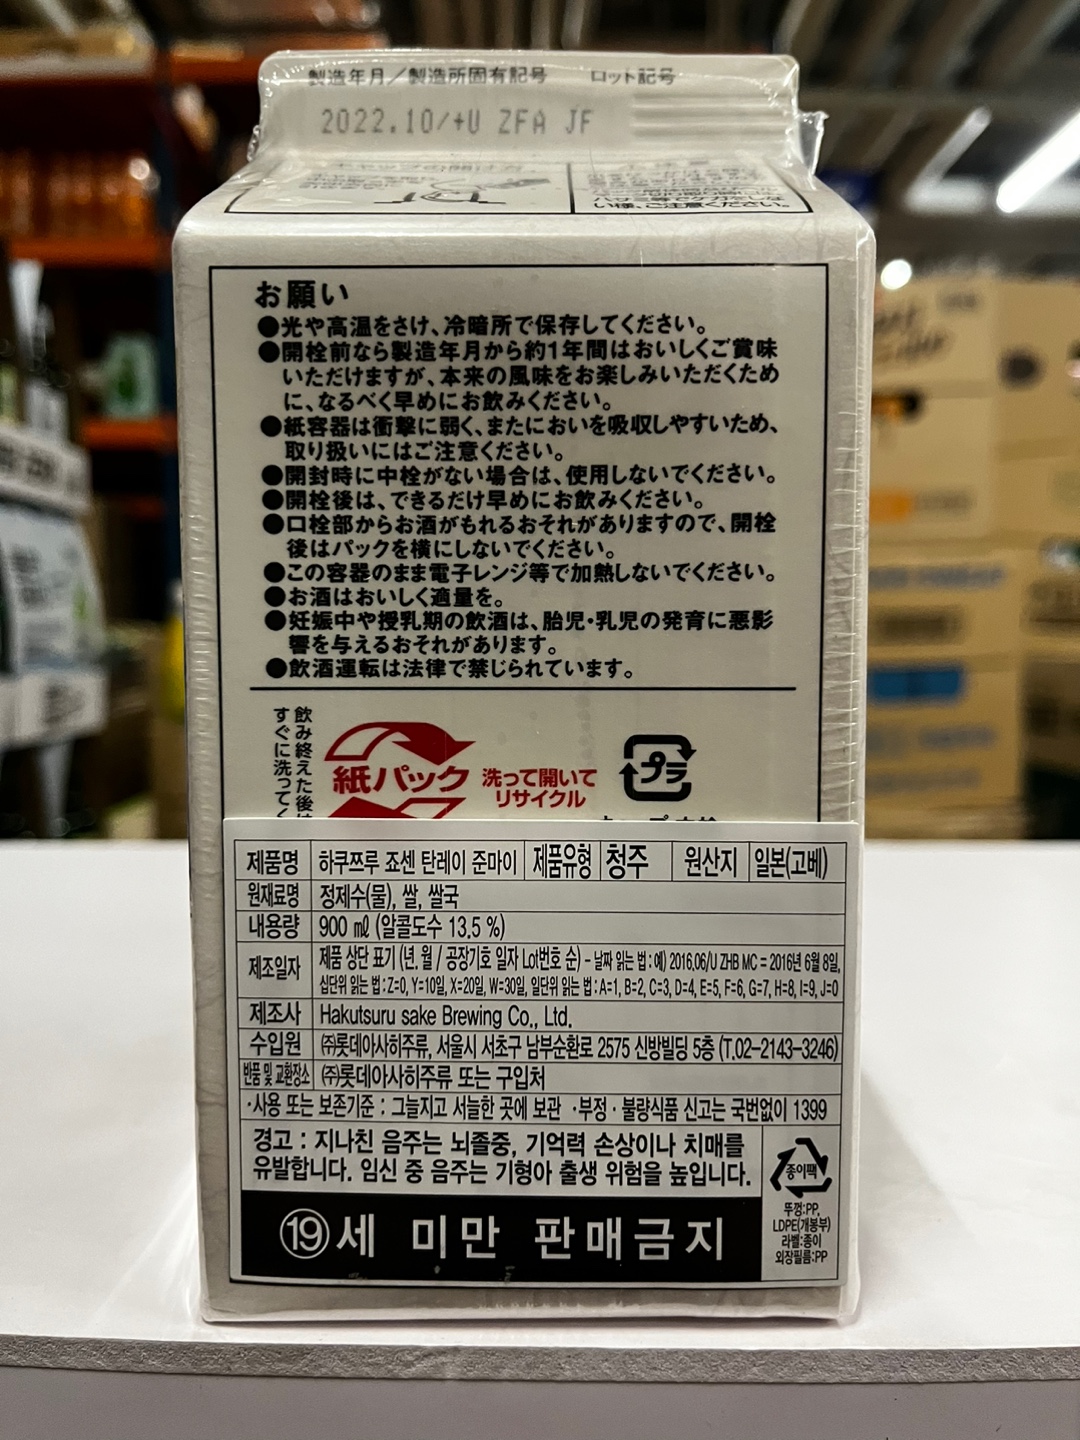 製造年月/製造所固有記号 ロット記号
2022.10/+U ZFA JF
い様、ご注意ください。
お願い
●光や高温をさけ、冷暗所で保存してください。
●開栓前なら製造年月から約1年間はおいしくご賞味
いただけますが、本来の風味をお楽しみいただくため
に、なるべく早めにお飲みください。
●紙容器は衝撃に弱く、またにおいを吸収しやすいため、
取り扱いにはご注意ください。
●開封時に中栓がない場合は、使用しないでください。
●開栓後は、できるだけ早めにお飲みください。
●口栓部からお酒がもれるおそれがありますので、開栓
後はパックを横にしないでください。
●この容器のまま電子レンジ等で加熱しないでください。
●お酒はおいしく適量を。
●妊娠中や授乳期の飲酒は、胎児・乳児の発育に悪影
響を与えるおそれがあります。
●飲酒運転は法律で禁じられています。
飲み終えた後は
すぐに洗ってく
紙パック
洗って開いて
リサイクル
プラ
제품명 하쿠쯔루 죠센 탄레이 준마이 제품유형 청주 원산지 일본(고베)
원재료명 정제수(물), 쌀, 쌀국
내용량 900 ㎖ (알콜도수 13.5 %)
제조일자 제품 상단 표기 (년. 월 / 공장기호 일자 Lot번호 순) - 날짜 읽는 법 : 예) 2016.06/U ZHB MC = 2016년 6월 8일,
십단위 읽는 법 : Z=0, Y=10일, X=20일, W=30일, 일단위 읽는 법 : A=1, B=2, C=3, D=4, E=5, F=6, G=7, H=8, I=9, J=0
제조사 Hakutsuru sake Brewing Co., Ltd.
수입원 ㈜롯데아사히주류, 서울시 서초구 남부순환로 2575 신방빌딩 5층 (T.02-2143-3246)
반품 및 교환장소 ㈜롯데아사히주류 또는 구입처
·사용 또는 보존기준 : 그늘지고 서늘한 곳에 보관 ·부정 · 불량식품 신고는 국번없이 1399
경고 : 지나친 음주는 뇌졸중, 기억력 손상이나 치매를
유발합니다. 임신 중 음주는 기형아 출생 위험을 높입니다.
⑲세 미만 판매금지
종이팩
뚜껑:PP,
LDPE(개봉부)
라벨:종이
외장필름:PP